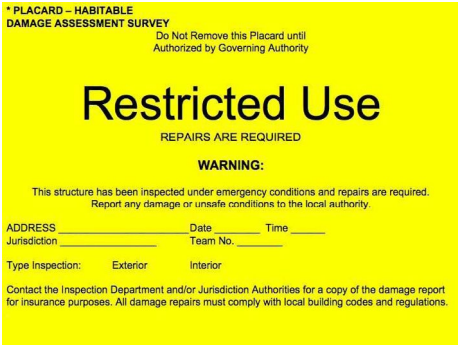 * PLACARD – HABITABLE
DAMAGE ASSESSMENT SURVEY
Do Not Remove this Placard until
Authorized by Governing Authority
Restricted Use
REPAIRS ARE REQUIRED
WARNING:
This structure has been inspected under emergency conditions and repairs are required.
Report any damage or unsafe conditions to the local authority.
ADDRESS ________________________ Date ________ Time ______
Jurisdiction _________________ Team No. ________
Type Inspection: Exterior Interior
Contact the Inspection Department and/or Jurisdiction Authorities for a copy of the damage report
for insurance purposes. All damage repairs must comply with local building codes and regulations.